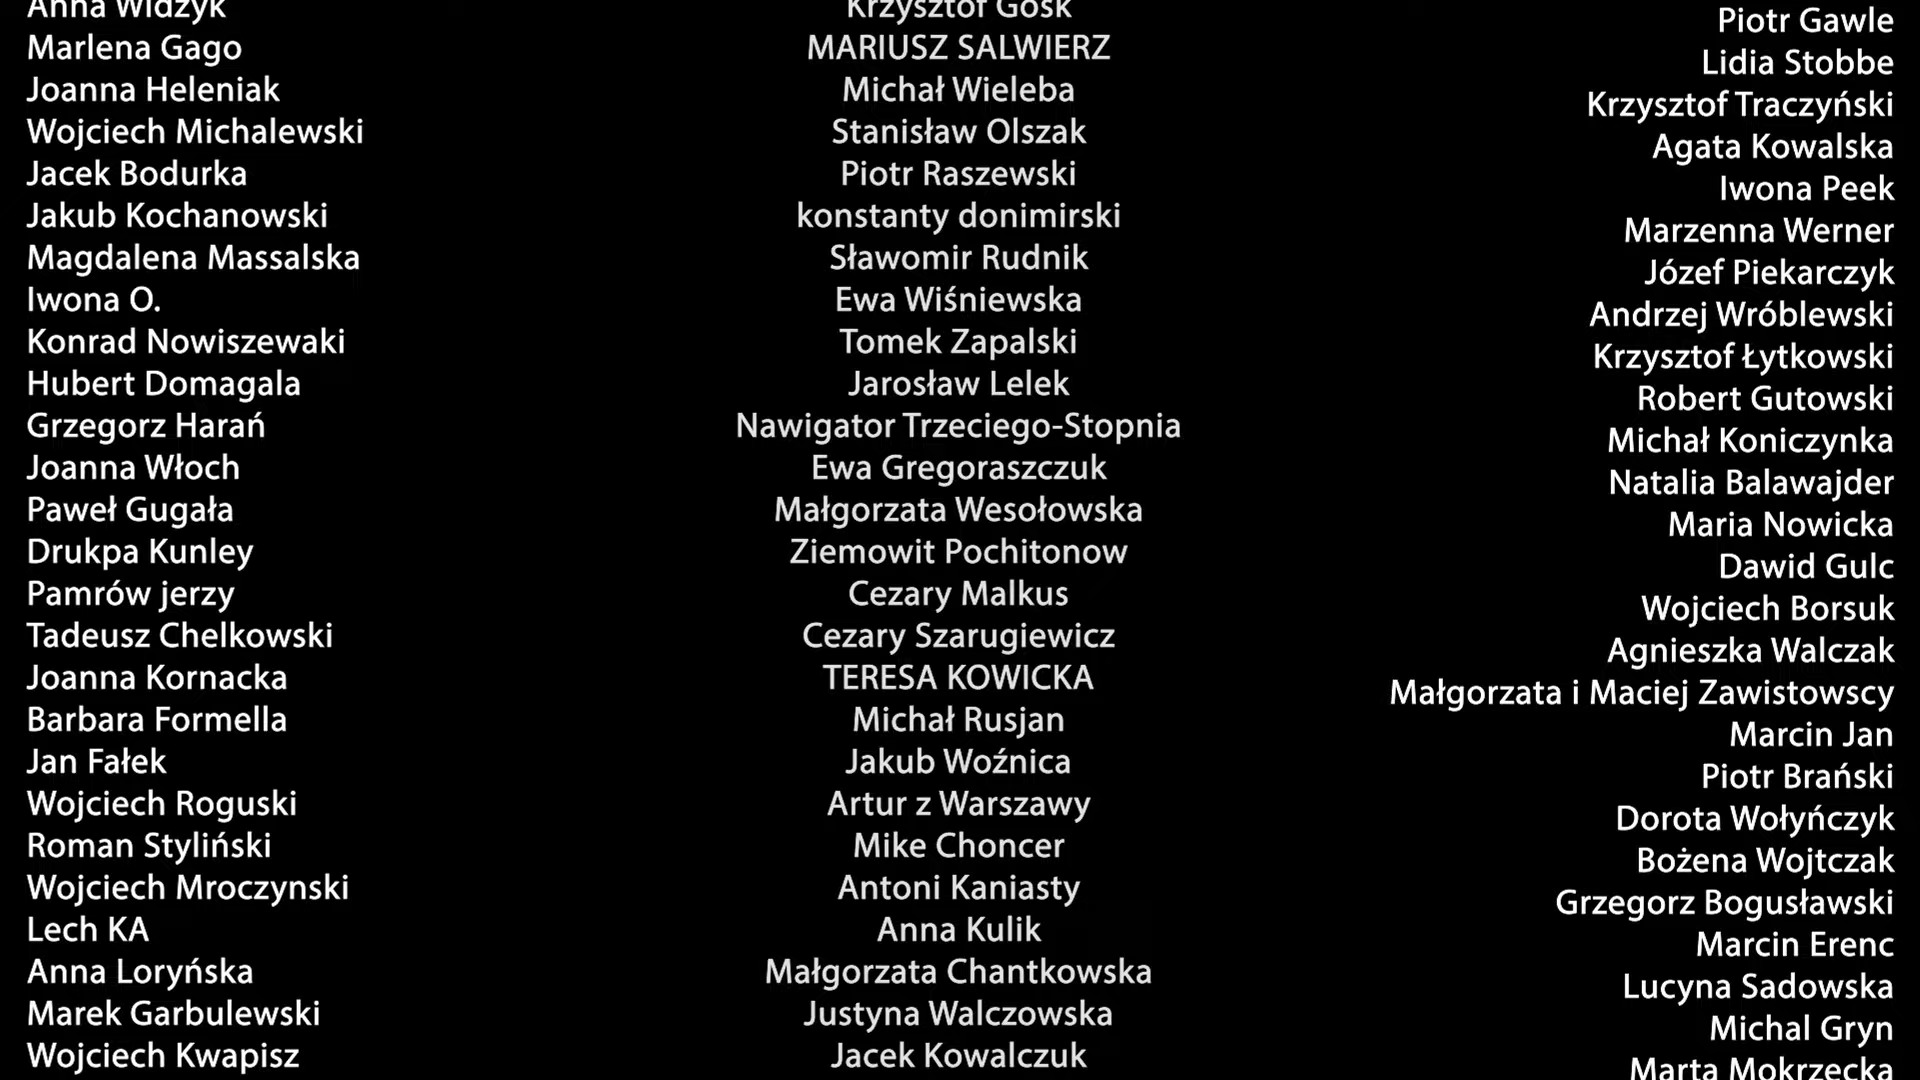 Anna Widzyk
Marlena Gago
Joanna Heleniak
Wojciech Michalewski
Jacek Bodurka
Jakub Kochanowski
Magdalena Massalska
Iwona O.
Konrad Nowiszewaki
Hubert Domagala
Grzegorz Harań
Joanna Włoch
Paweł Gugała
Drukpa Kunley
Pamrów jerzy
Tadeusz Chelkowski
Joanna Kornacka
Barbara Formella
Jan Fałek
Wojciech Roguski
Roman Styliński
Wojciech Mroczynski
Lech KA
Anna Loryńska
Marek Garbulewski
Wojciech Kwapisz
Krzysztof Gosk
MARIUSZ SALWIERZ
Michał Wieleba
Stanisław Olszak
Piotr Raszewski
konstanty donimirski
Sławomir Rudnik
Ewa Wiśniewska
Tomek Zapalski
Jarosław Lelek
Nawigator Trzeciego-Stopnia
Ewa Gregoraszczuk
Małgorzata Wesołowska
Ziemowit Pochitonow
Cezary Malkus
Cezary Szarugiewicz
TERESA KOWICKA
Michał Rusjan
Jakub Woźnica
Artur z Warszawy
Mike Choncer
Antoni Kaniasty
Anna Kulik
Małgorzata Chantkowska
Justyna Walczowska
Jacek Kowalczuk
Piotr Gawle
Lidia Stobbe
Krzysztof Traczyński
Agata Kowalska
Iwona Peek
Marzenna Werner
Józef Piekarczyk
Andrzej Wróblewski
Krzysztof Łytkowski
Robert Gutowski
Michał Koniczynka
Natalia Balawajder
Maria Nowicka
Dawid Gulc
Wojciech Borsuk
Agnieszka Walczak
Małgorzata i Maciej Zawistowscy
Marcin Jan
Piotr Brański
Dorota Wołyńczyk
Bożena Wojtczak
Grzegorz Bogusławski
Marcin Erenc
Lucyna Sadowska
Michal Gryn
Marta Mokrzecka